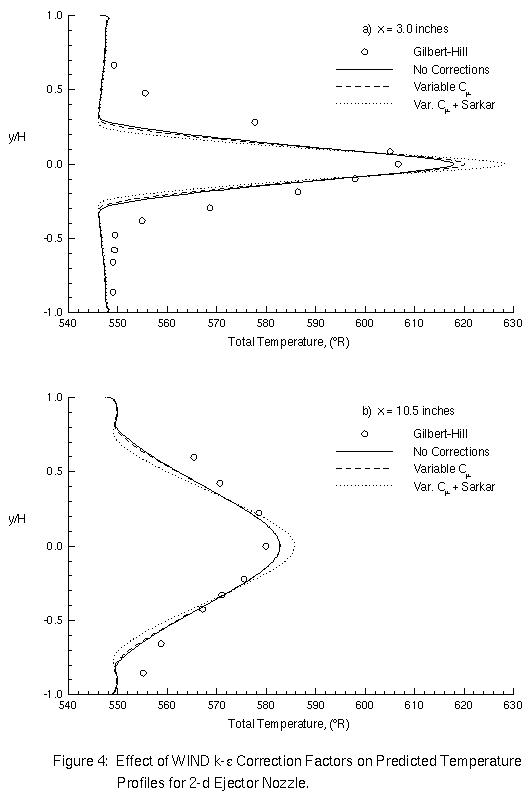 a) x = 3.0 inches
Gilbert-Hill
No Corrections
Variable Cμ
Var. Cμ + Sarkar
1.0
0.5
0.0
-0.5
-1.0
y/H
540 550 560 570 580 590 600 610 620 630
Total Temperature, (°R)
b) x = 10.5 inches
Gilbert-Hill
No Corrections
Variable Cμ
Var. Cμ + Sarkar
1.0
0.5
0.0
-0.5
-1.0
y/H
540 550 560 570 580 590 600 610 620 630
Total Temperature, (°R)
Figure 4: Effect of WIND k-ε Correction Factors on Predicted Temperature
Profiles for 2-d Ejector Nozzle.